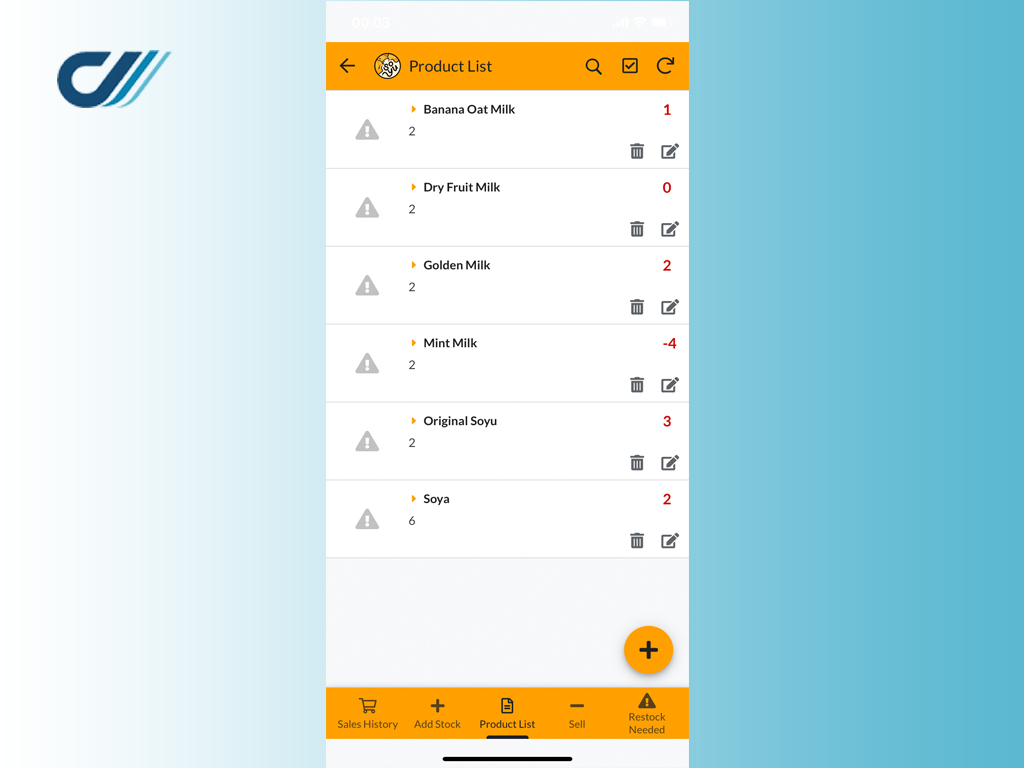 00:03
Product List
Banana Oat Milk 1
2
Dry Fruit Milk 0
2
Golden Milk 2
2
Mint Milk -4
2
Original Soyu 3
2
Soya 2
6
Sales History
Add Stock
Product List
Sell
Restock
Needed